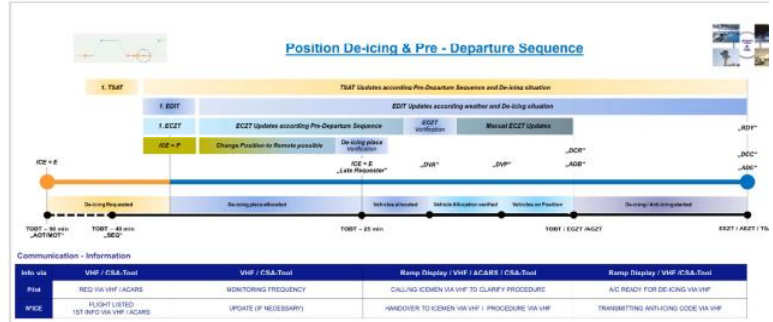 Position De-icing & Pre - Departure Sequence
1. TSAT
TSAT Updates according Pre-Departure Sequence and De-icing situation
1. EDIT
EDIT Updates according weather and De-icing situation
1. ECZT
ECZT Updates according Pre-Departure Sequence
ECZT
Verification
Manual ECZT Updates
ICE = P
Change Position to Remote possible
De-icing place
Verification
„RDY"
ICE = E
ICE = E
„Late Requester"
„DVA"
„DVP"
„DCR"
„ADB"
„DCC"
„ADE"
De-icing Requested
De-icing place allocated
Vehicles allocated
Vehicle Allocation verified
Vehicles on Position
De-icing / Anti-icing started
TOBT – 90 min
„AOT/MOT"
TOBT – 40 min
„SEQ"
TOBT – 25 min
TOBT / ECZT / ACZT
EEZT / AEZT /
Communication - Information
Info via
VHF / CSA-Tool
VHF / CSA-Tool
Ramp Display / VHF / ACARS / CSA-Tool
Ramp Display / VHF /CSA-Tool
Pilot
REQ VIA VHF / ACARS
MONITORING FREQUENCY
CALLING ICEMEN VIA VHF TO CLARIFY PROCEDURE
A/C READY FOR DE-ICING VIA VHF
N*ICE
FLIGHT LISTED
1ST INFO VIA VHF / ACARS
UPDATE (IF NECESSARY)
HANDOVER TO ICEMEN VIA VHF / PROCEDURE VIA VHF
TRANSMITTING ANTI-ICING CODE VIA VHF